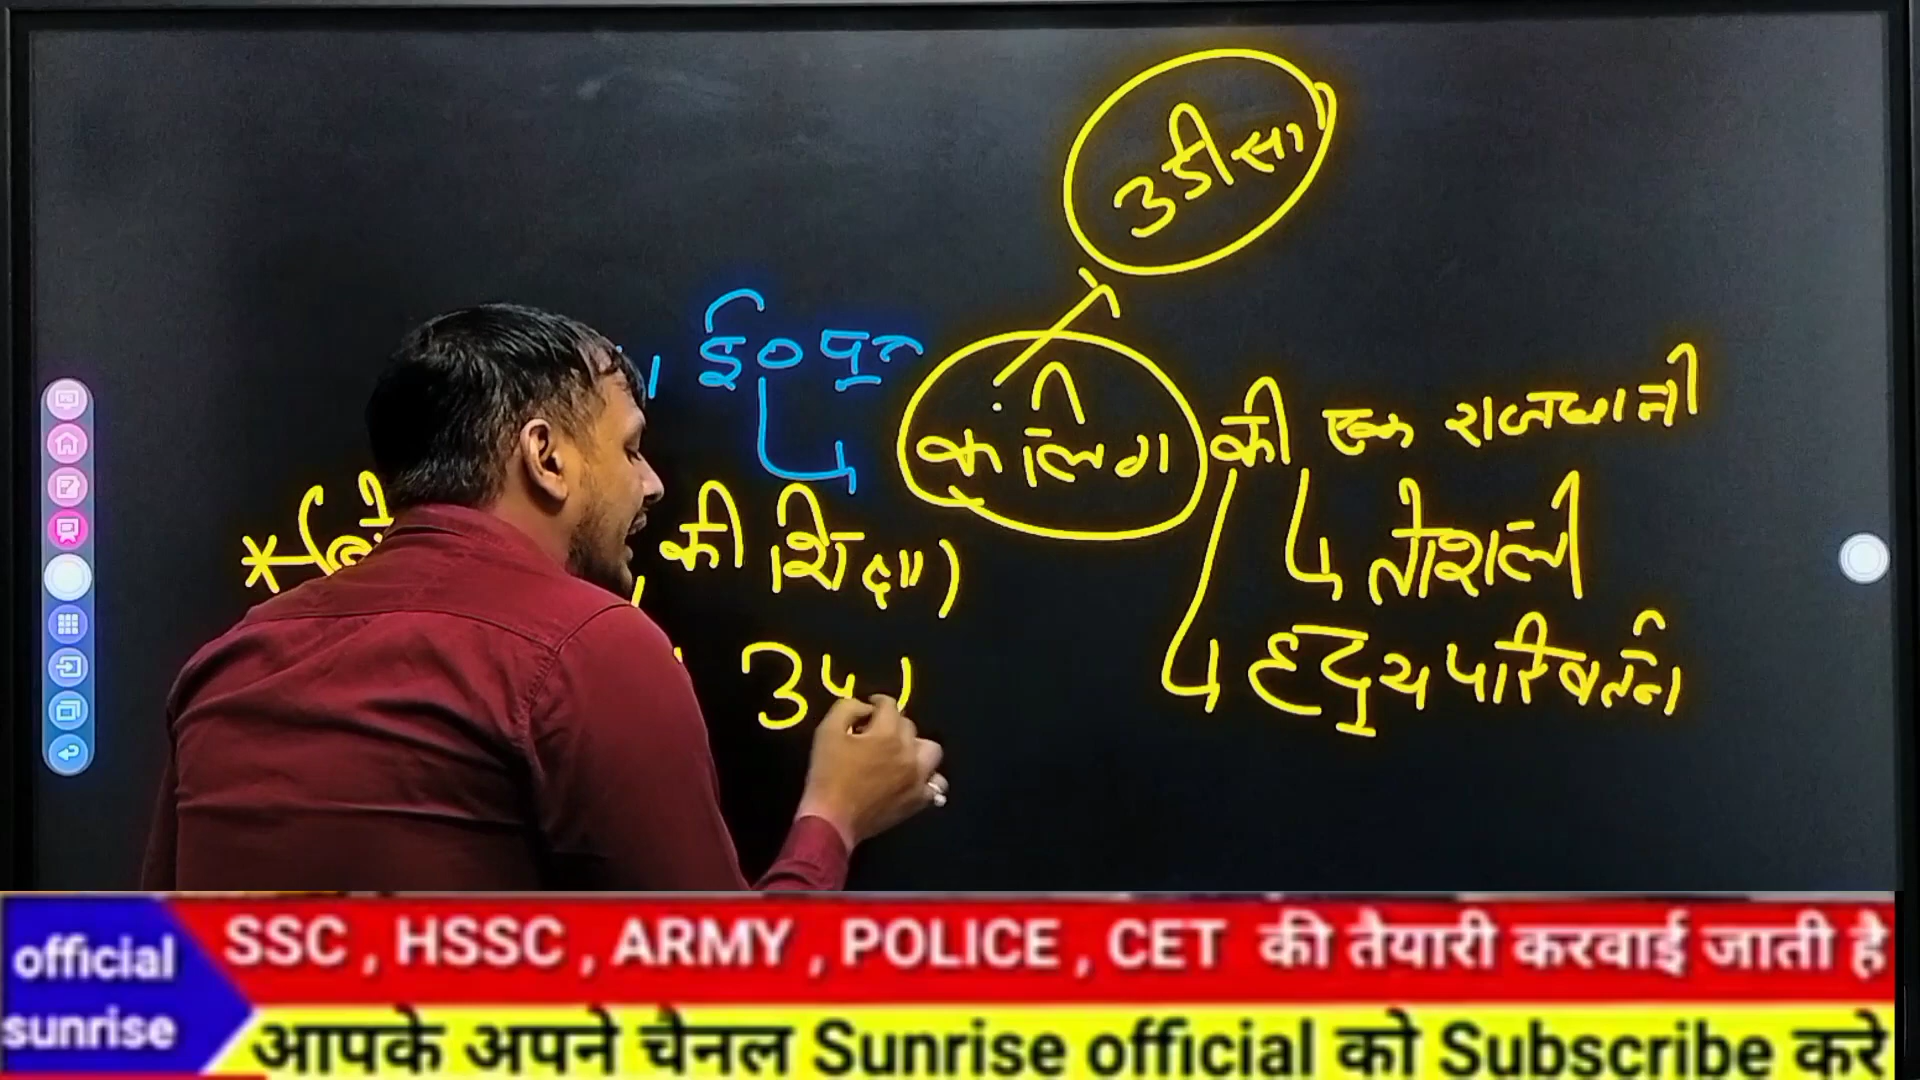 उडीसा
ई० पू०
कलिंग की एक राजधानी
की शिक्षा)
तोशली
हृदय परिवर्तन
official sunrise
SSC , HSSC , ARMY , POLICE , CET की तैयारी करवाई जाती है
आपके अपने चैनल Sunrise official को Subscribe करे